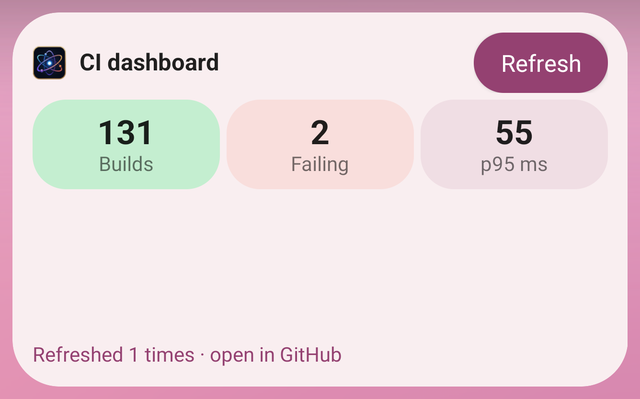 CI dashboard
Refresh
131
Builds
2
Failing
55
p95 ms
Refreshed 1 times · open in GitHub